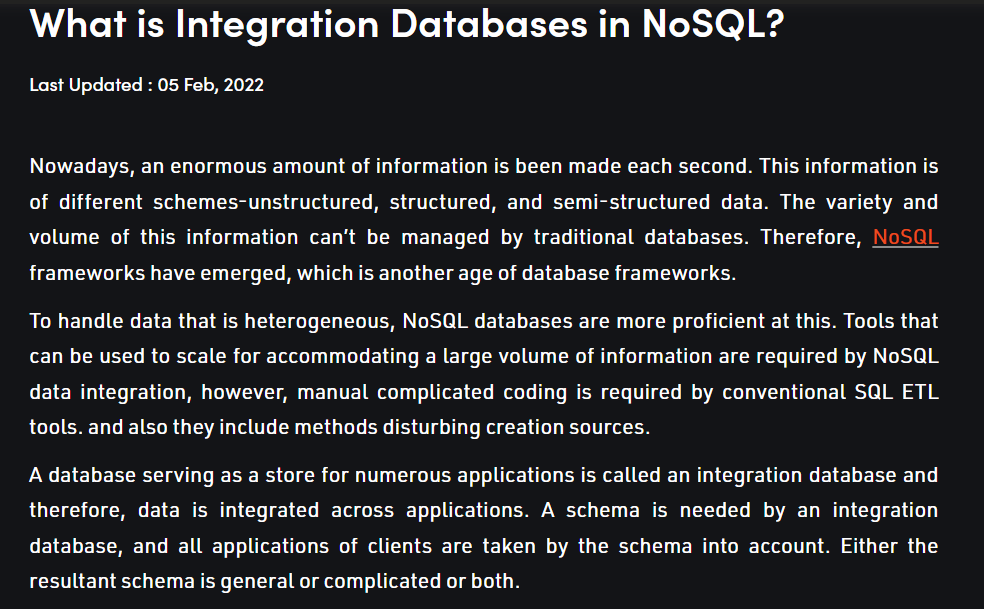 What is Integration Databases in NoSQL?
Last Updated : 05 Feb, 2022
Nowadays, an enormous amount of information is been made each second. This information is
of different schemes-unstructured, structured, and semi-structured data. The variety and
volume of this information can't be managed by traditional databases. Therefore, NoSQL
frameworks have emerged, which is another age of database frameworks.
To handle data that is heterogeneous, NoSQL databases are more proficient at this. Tools that
can be used to scale for accommodating a large volume of information are required by NoSQL
data integration, however, manual complicated coding is required by conventional SQL ETL
tools. and also they include methods disturbing creation sources.
A database serving as a store for numerous applications is called an integration database and
therefore, data is integrated across applications. A schema is needed by an integration
database, and all applications of clients are taken by the schema into account. Either the
resultant schema is general or complicated or both.